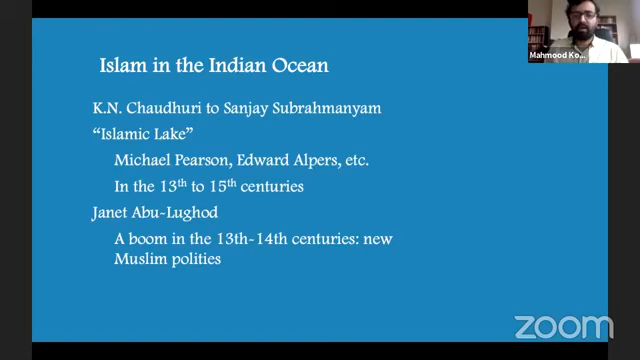 Islam in the Indian Ocean
K.N. Chaudhuri to Sanjay Subrahmanyam
“Islamic Lake”
Michael Pearson, Edward Alpers, etc.
In the 13th to 15th centuries
Janet Abu-Lughod
A boom in the 13th-14th centuries: new
Muslim polities
Mahmood Ko...
zoom